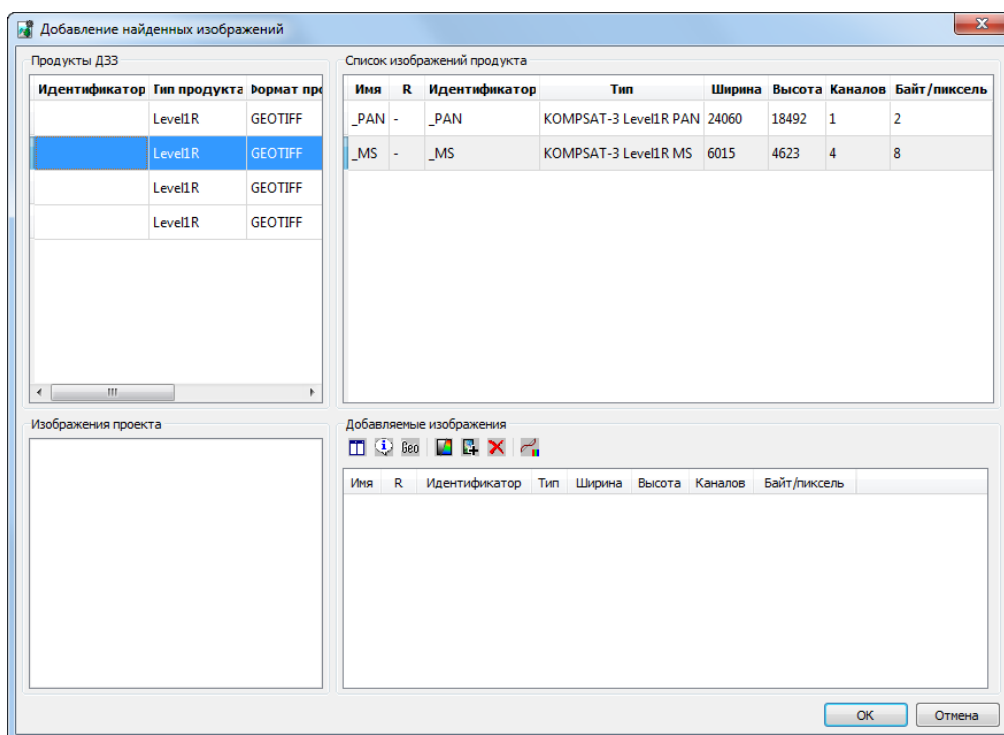 Добавление найденных изображений
Продукты ДЗЗ
Идентификатор Тип продукта Формат про
Level1R GEOTIFF
Level1R GEOTIFF
Level1R GEOTIFF
Level1R GEOTIFF
Список изображений продукта
Имя R Идентификатор Тип Ширина Высота Каналов Байт/пиксель
_PAN - _PAN KOMPSAT-3 Level1R PAN 24060 18492 1 2
_MS - _MS KOMPSAT-3 Level1R MS 6015 4623 4 8
Изображения проекта
Добавляемые изображения
Geo
Имя R Идентификатор Тип Ширина Высота Каналов Байт/пиксель
OK Отмена